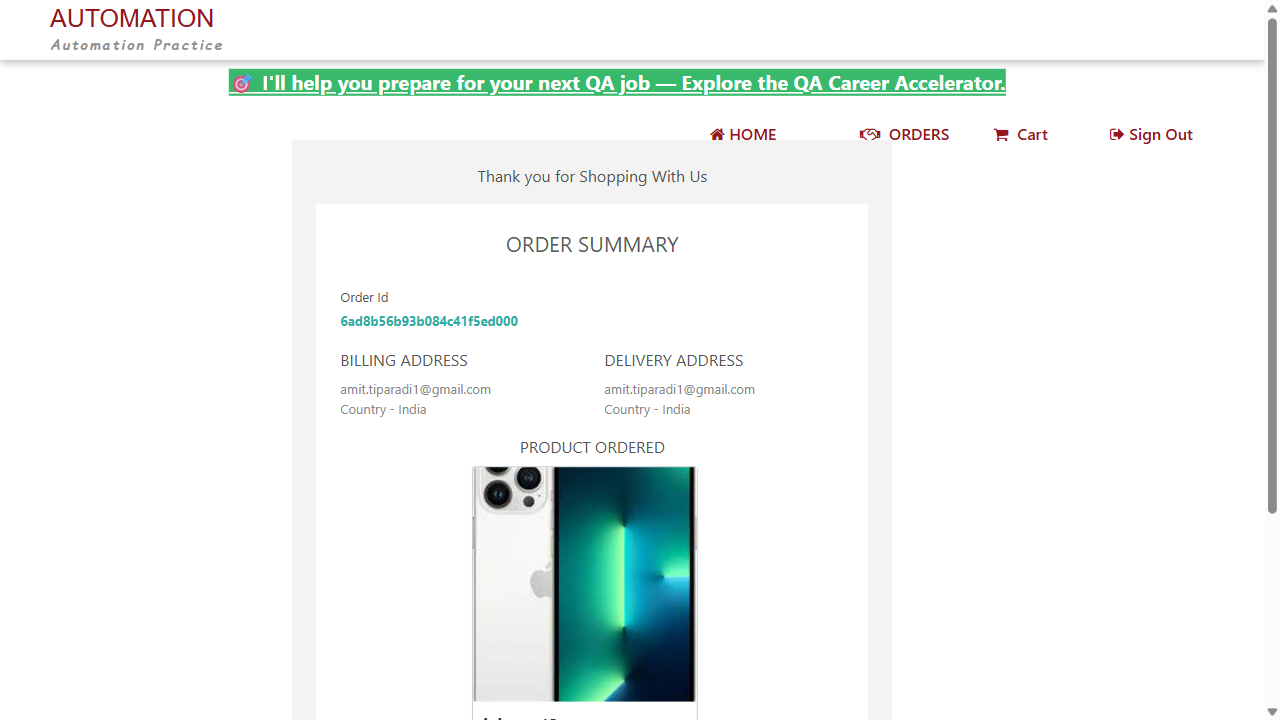 AUTOMATION
Automation Practice
🎯 I'll help you prepare for your next QA job — Explore the QA Career Accelerator.
HOME ORDERS Cart Sign Out
Thank you for Shopping With Us
ORDER SUMMARY
Order Id
6ad8b56b93b084c41f5ed000
BILLING ADDRESS DELIVERY ADDRESS
amit.tiparadi1@gmail.com amit.tiparadi1@gmail.com
Country - India Country - India
PRODUCT ORDERED